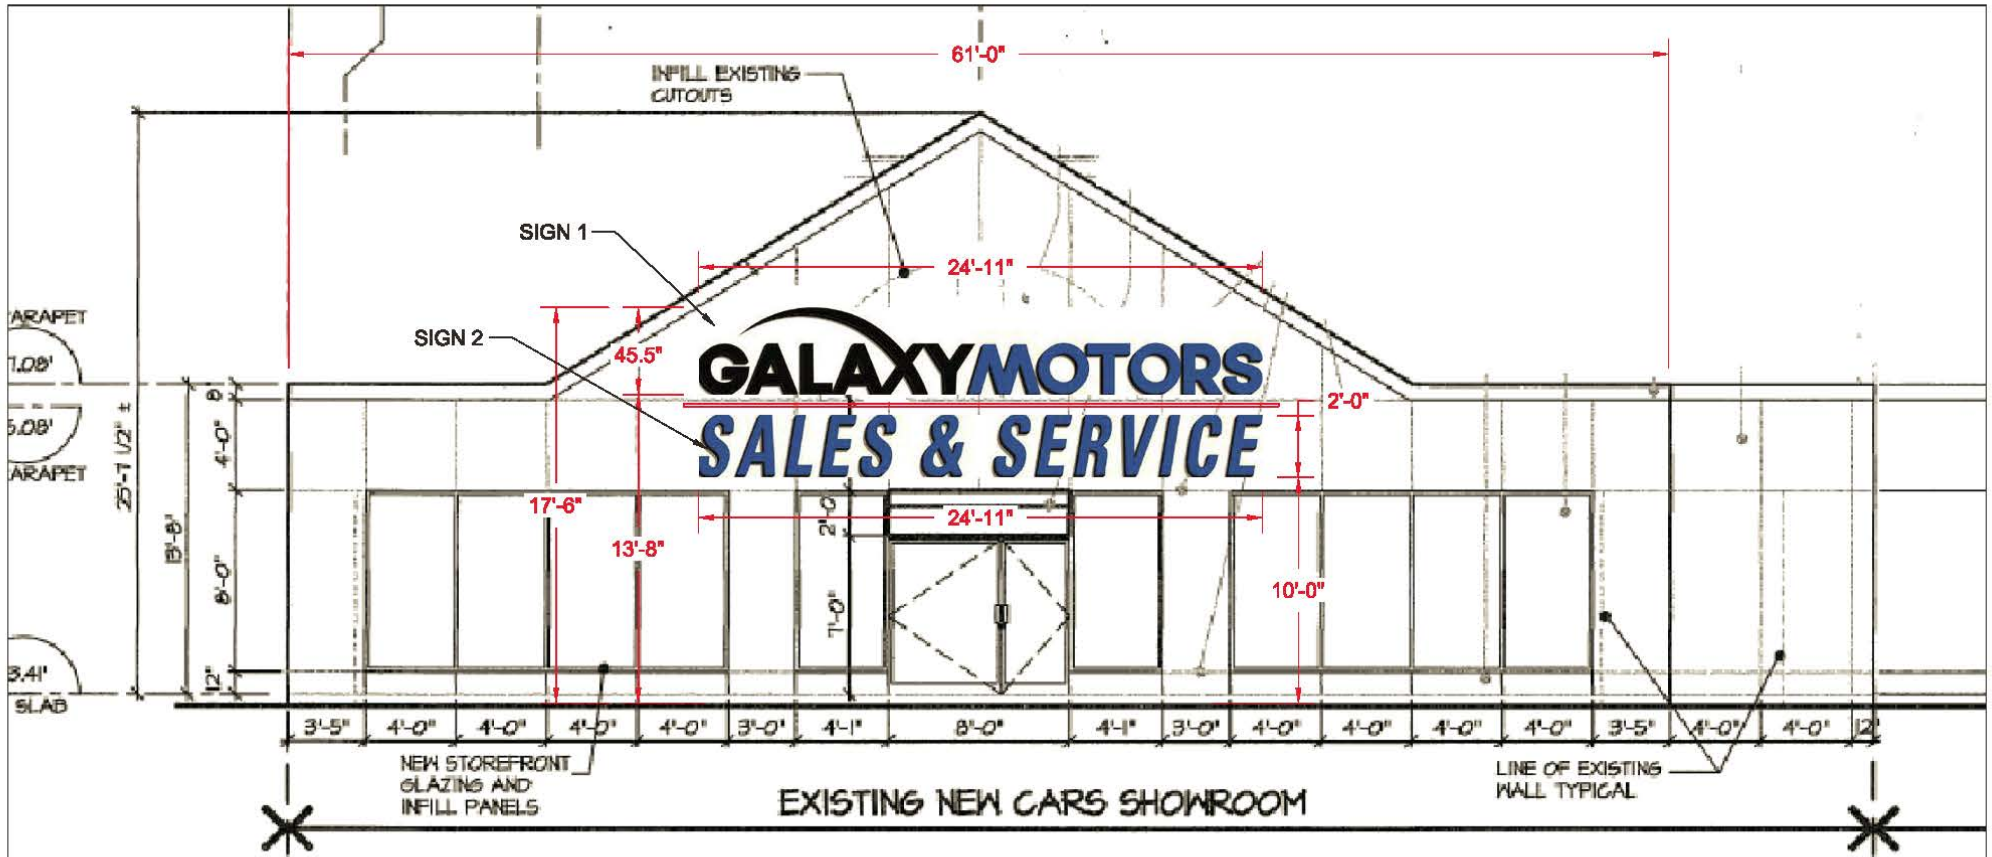 61'-0"
INFILL EXISTING
CUTOUTS
SIGN 1
24'-11"
SIGN 2
ARAPET
45.5"
GALAXYMOTORS
8"
2'-0"
5.08'
SALES & SERVICE
4'-0"
ARAPET
25'-7 1/2" ±
17'-6"
24'-11"
2'-0"
13'-8"
13'-8"
8'-0"
10'-0"
7'-0"
12"
3.41'
SLAB
3'-5" 4'-0" 4'-0" 4'-0" 4'-0" 3'-0" 4'-1" 8'-0" 4'-1" 3'-0" 4'-0" 4'-0" 4'-0" 4'-0" 3'-5" 4'-0" 4'-0" 12"
NEW STOREFRONT
GLAZING AND
INFILL PANELS
LINE OF EXISTING
WALL TYPICAL
EXISTING NEW CARS SHOWROOM